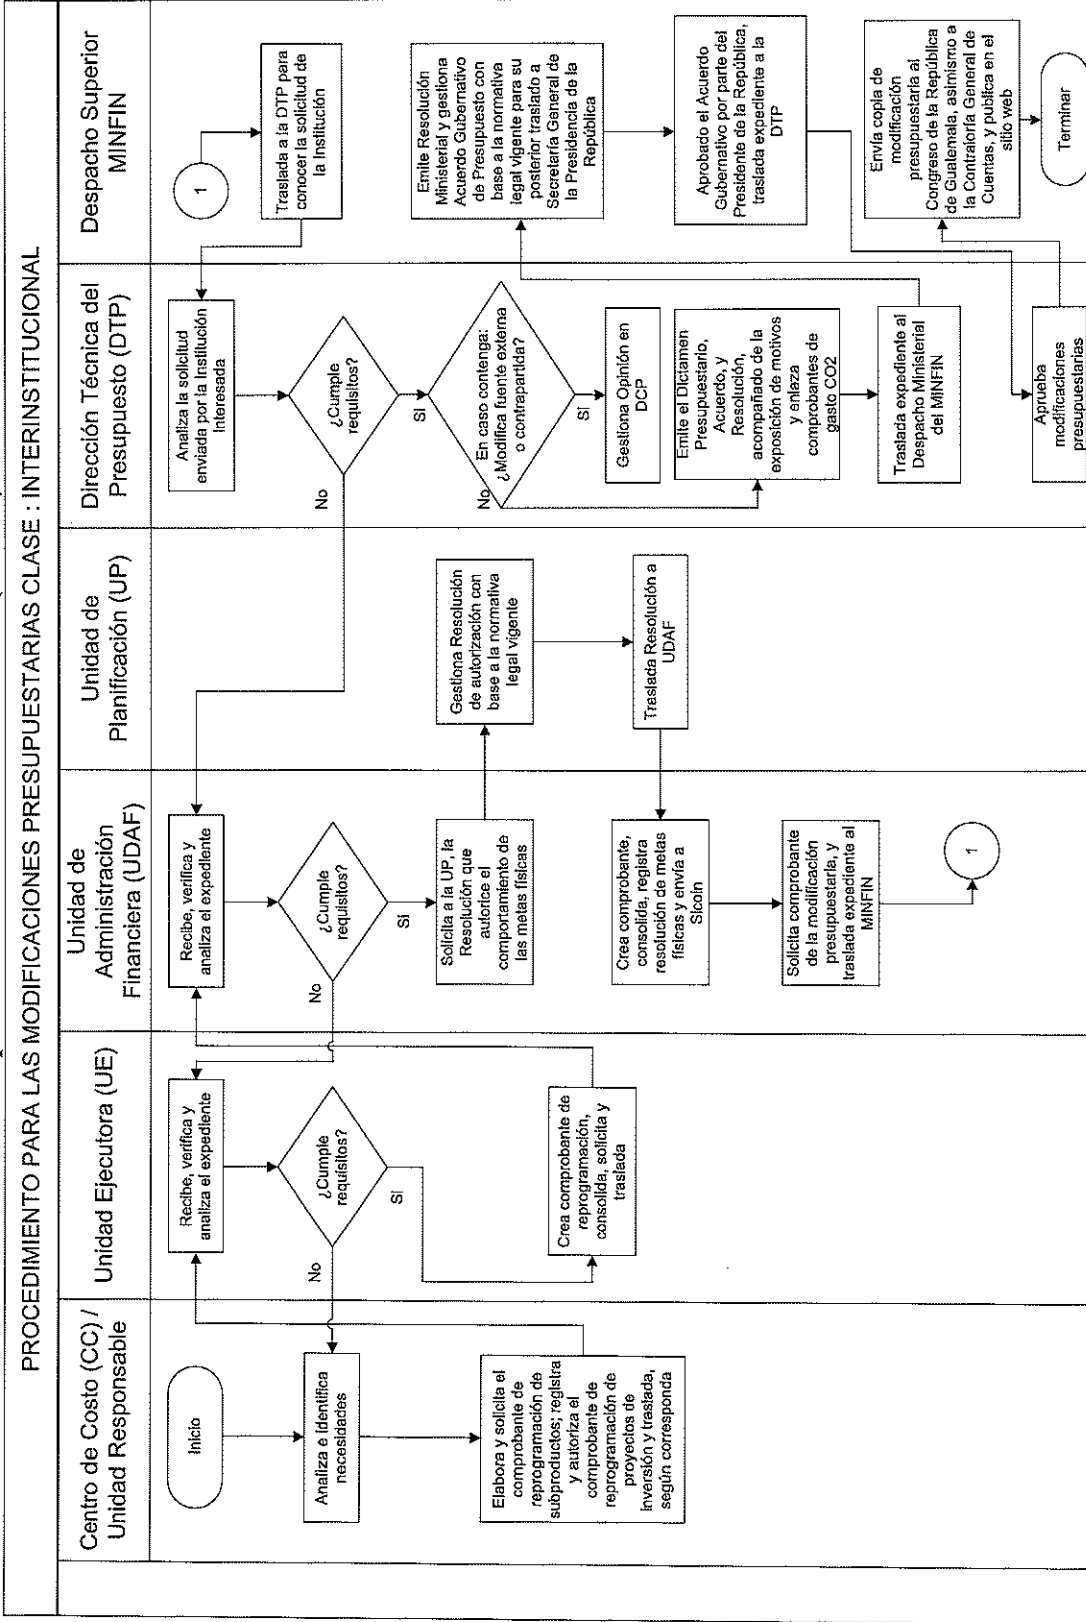 PROCEDIMIENTO PARA LAS MODIFICACIONES PRESUPUESTARIAS CLASE : INTERINSTITUCIONAL
Centro de Costo (CC) /
Unidad Responsable
Unidad Ejecutora (UE)
Unidad de
Administración
Financiera (UDAF)
Unidad de
Planificación (UP)
Dirección Técnica del
Presupuesto (DTP)
Despacho Superior
MINFIN
Inicio
Analiza e identifica
necesidades
Elabora y solicita el
comprobante de
reprogramación de
subproductos; registra
y autoriza el
comprobante de
reprogramación de
proyectos de
inversión y traslada,
según corresponda
Recibe, verifica y
analiza el expediente
¿Cumple
requisitos?
No
Si
Crea comprobante de
reprogramación,
consolida, solicita y
traslada
Recibe, verifica y
analiza el expediente
¿Cumple
requisitos?
No
Si
Solicita a la UP, la
Resolución que
autorice el
comportamiento de
las metas físicas
Crea comprobante,
consolida, registra
resolución de metas
físicas y envía a
Sicoin
Solicita comprobante
de la modificación
presupuestaria, y
traslada expediente al
MINFIN
1
Gestiona Resolución
de autorización con
base a la normativa
legal vigente
Traslada Resolución a
UDAF
Analiza la solicitud
enviada por la Institución
Interesada
¿Cumple
requisitos?
No
Si
En caso contenga:
¿Modifica fuente externa
o contrapartida?
No
Si
Gestiona Opinión en
DCP
Emite el Dictamen
Presupuestario,
Acuerdo, y
Resolución,
acompañado de la
exposición de motivos
y enlaza
comprobantes de
gasto CO2
Traslada expediente al
Despacho Ministerial
del MINFIN
Aprueba
modificaciones
presupuestarias
1
Traslada a la DTP para
conocer la solicitud de
la Institución
Emite Resolución
Ministerial y gestiona
Acuerdo Gubernativo
de Presupuesto con
base a la normativa
legal vigente para su
posterior traslado a
Secretaría General de
la Presidencia de la
República
Aprobado el Acuerdo
Gubernativo por parte del
Presidente de la República,
traslada expediente a la
DTP
Envía copia de
modificación
presupuestaria al
Congreso de la República
de Guatemala, asimismo a
la Contraloría General de
Cuentas, y publica en el
sitio web
Terminar